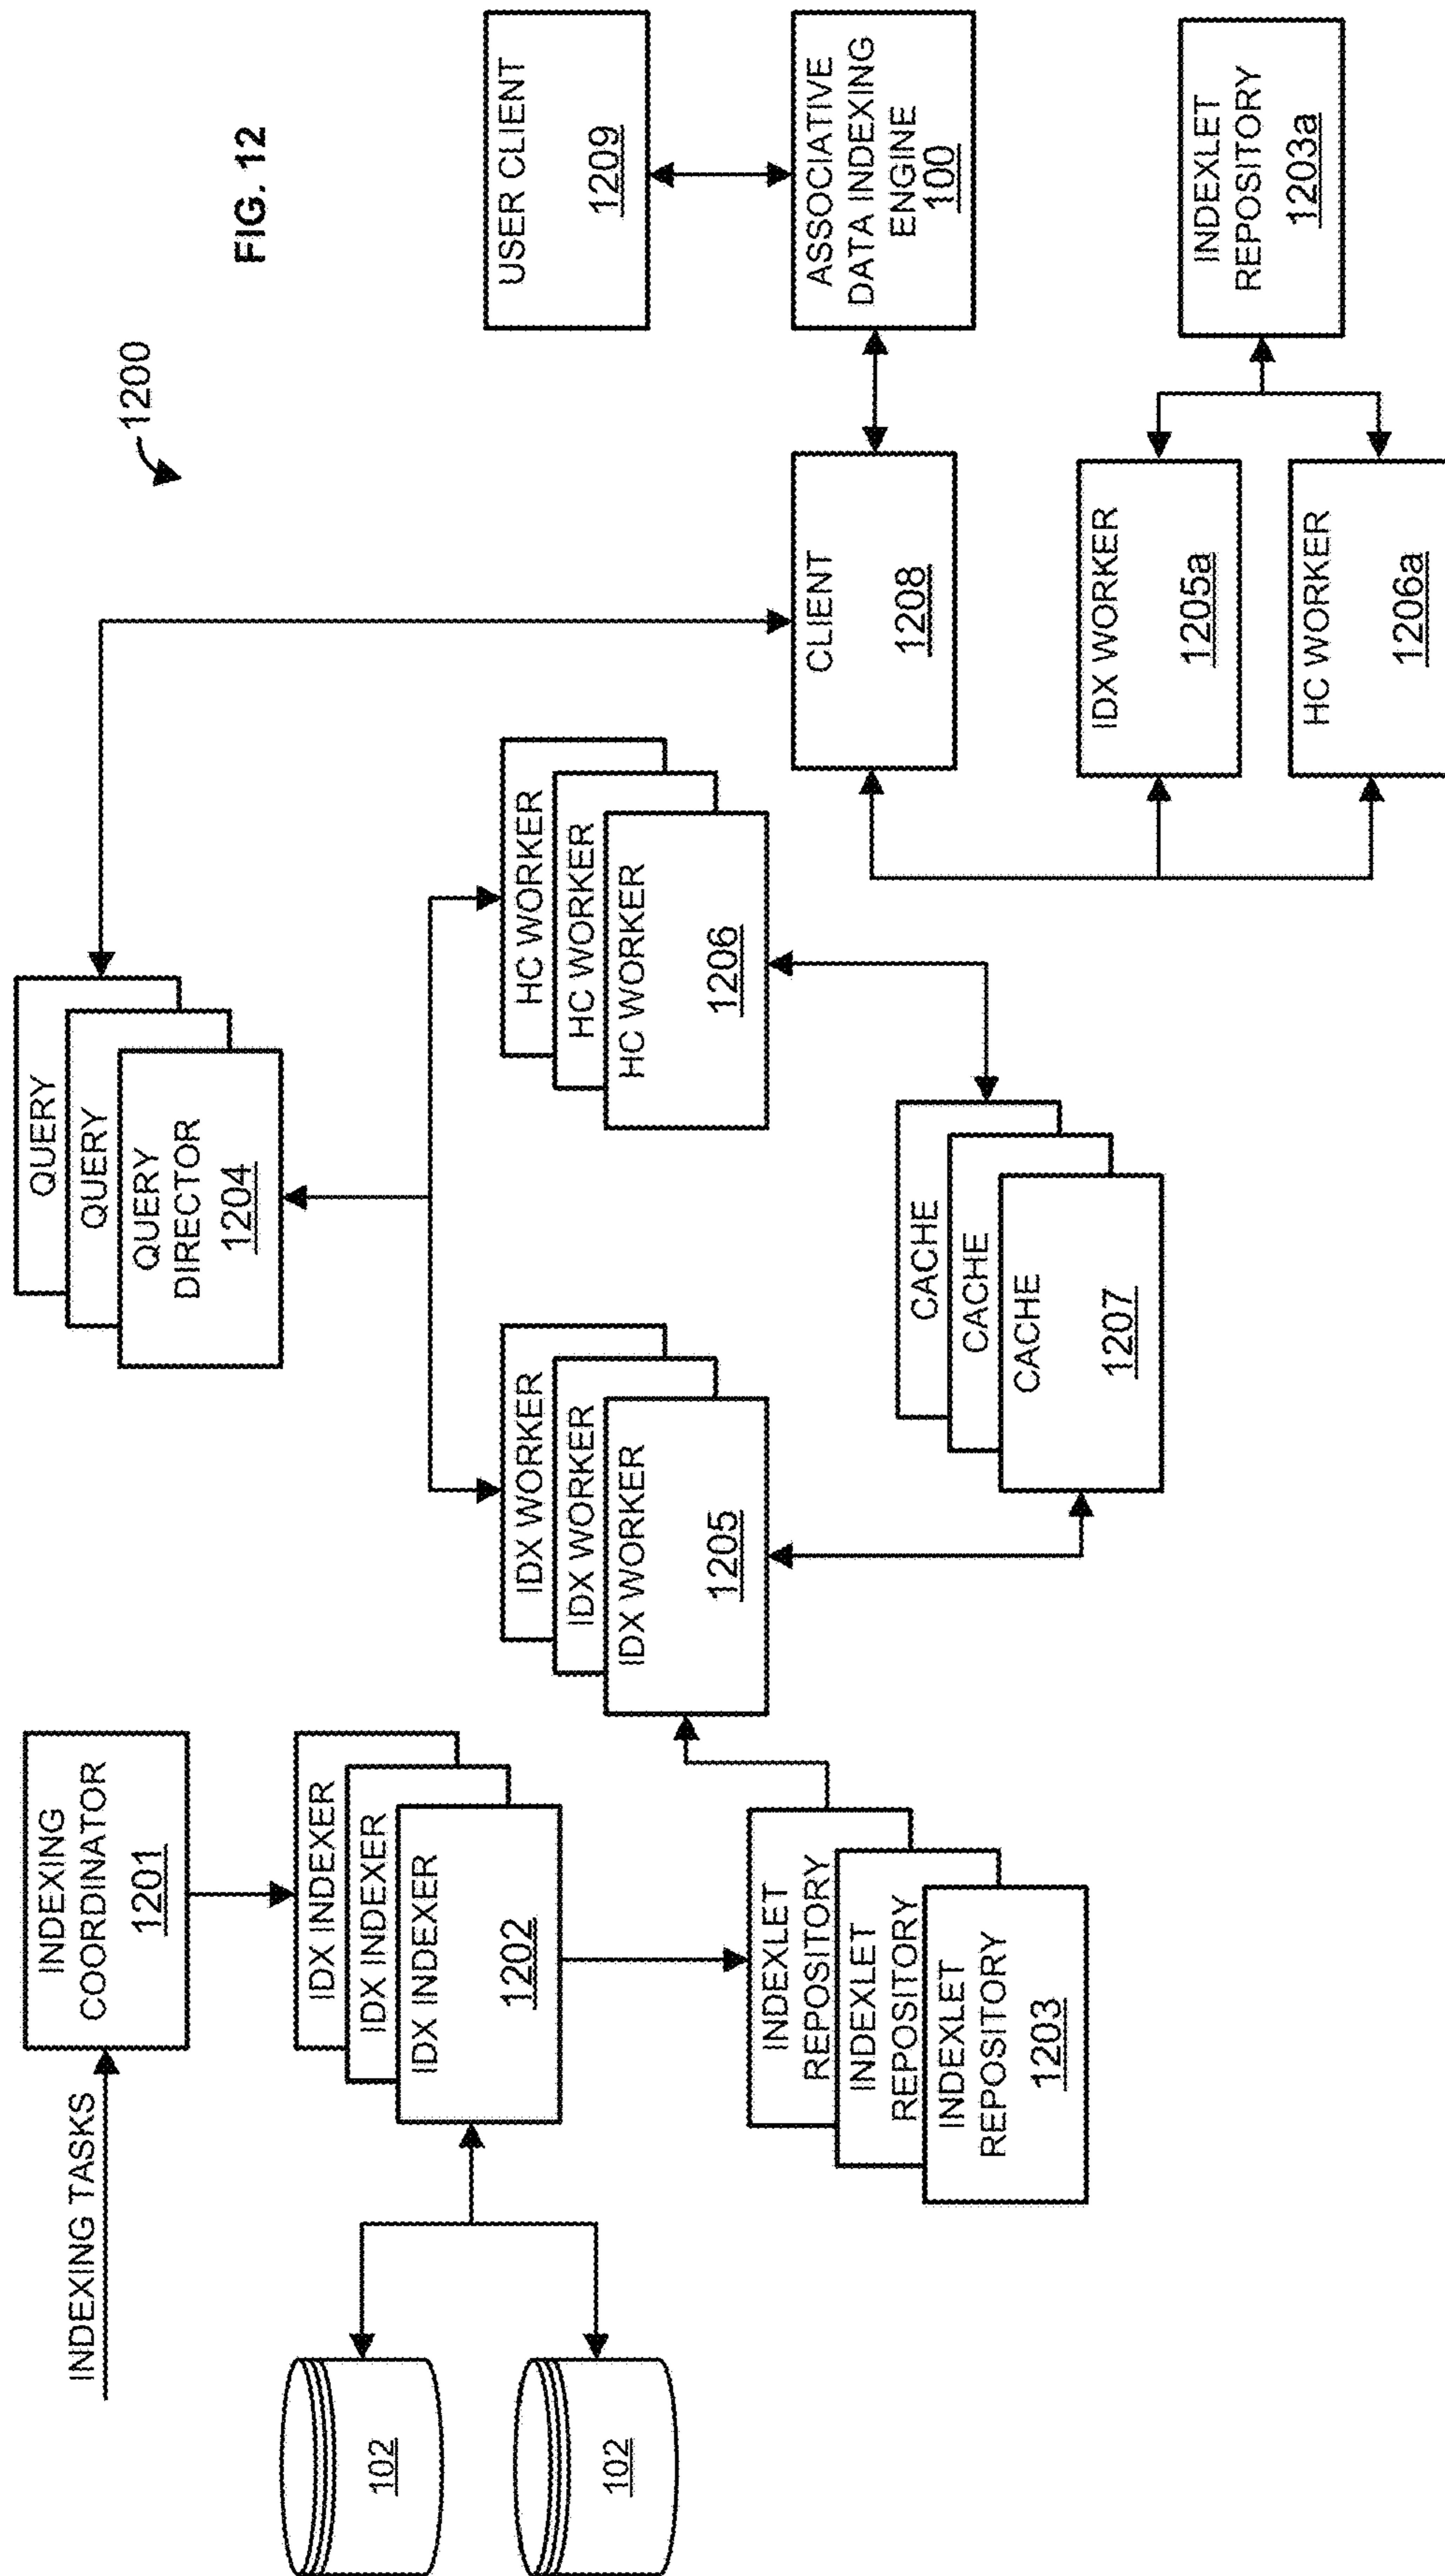 FIG. 12
1200
INDEXING TASKS
INDEXING
COORDINATOR
1201
102
102
IDX INDEXER
IDX INDEXER
IDX INDEXER
1202
INDEXLET
REPOSITORY
INDEXLET
REPOSITORY
INDEXLET
REPOSITORY
1203
QUERY
QUERY
QUERY
DIRECTOR
1204
IDX WORKER
IDX WORKER
IDX WORKER
1205
HC WORKER
HC WORKER
HC WORKER
1206
CACHE
CACHE
CACHE
1207
CLIENT
1208
USER CLIENT
1209
ASSOCIATIVE
DATA INDEXING
ENGINE
100
IDX WORKER
1205a
HC WORKER
1206a
INDEXLET
REPOSITORY
1203a